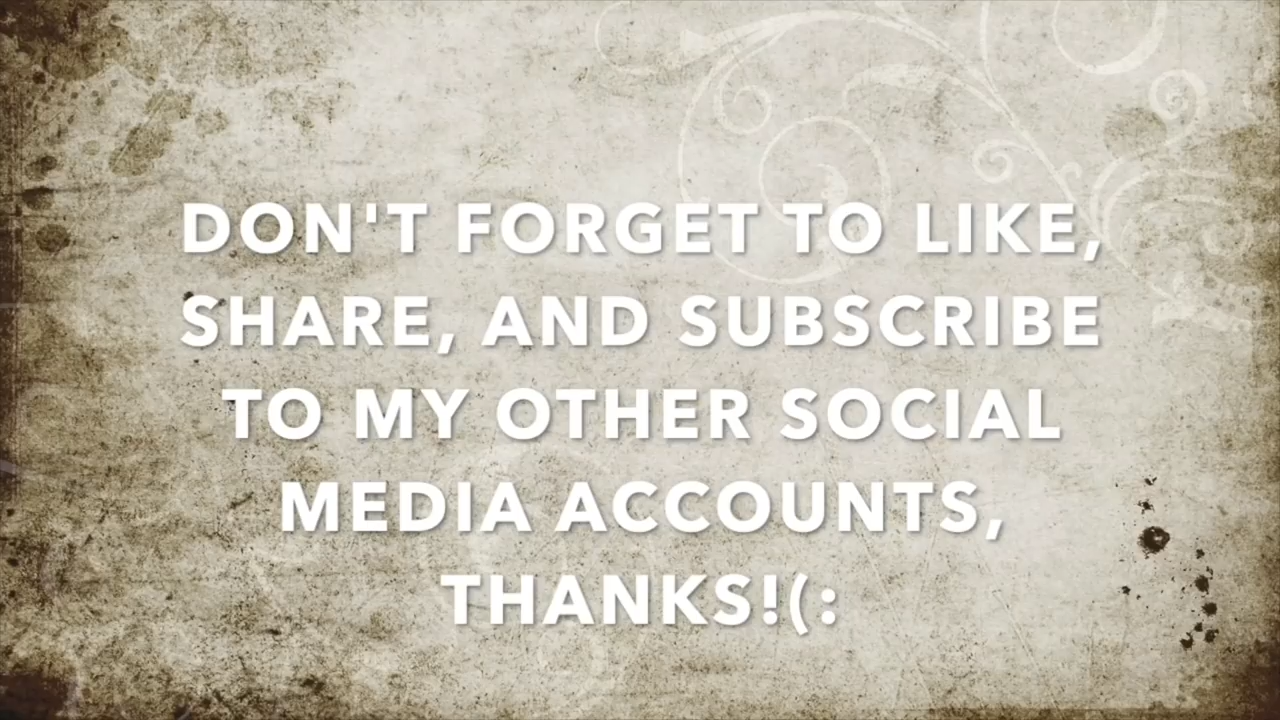 DON'T FORGET TO LIKE,
SHARE, AND SUBSCRIBE
TO MY OTHER SOCIAL
MEDIA ACCOUNTS,
THANKS!(: